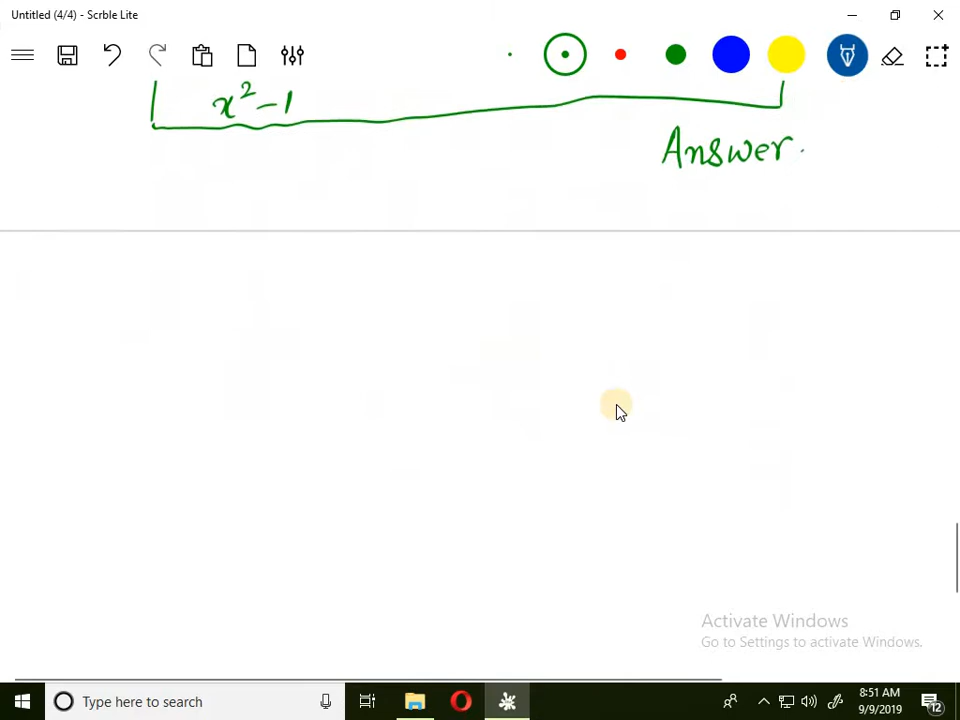 Untitled (4/4) - Scrble Lite
x² - 1
Answer.
Activate Windows
Go to Settings to activate Windows.
Type here to search
8:51 AM
9/9/2019
12